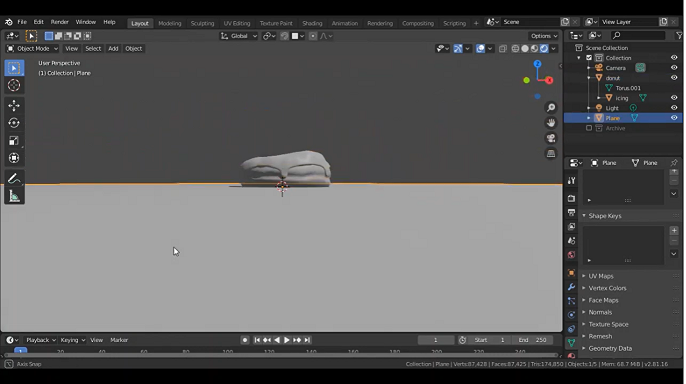 File Edit Render Window Help Layout Modeling Sculpting UV Editing Texture Paint Shading Animation Rendering Compositing Scripting Scene View Layer
Global Options
Object Mode View Select Add Object
User Perspective
(1) Collection | Plane
Z
Scene Collection
Collection
Camera
donut
Torus.001
icing
Light
Plane
Archive
Plane Plane
Shape Keys
UV Maps
Vertex Colors
Face Maps
Normals
Texture Space
Remesh
Geometry Data
Playback Keying View Marker 1 Start 1 End 250
1 20 40 60 80 100 120 140 160 180 200 220 240
Axis Snap Collection | Plane | Verts:87,428 | Faces:87,425 | Tris:174,850 | Objects:1/5 | Mem: 68.7 MiB | v2.81.16